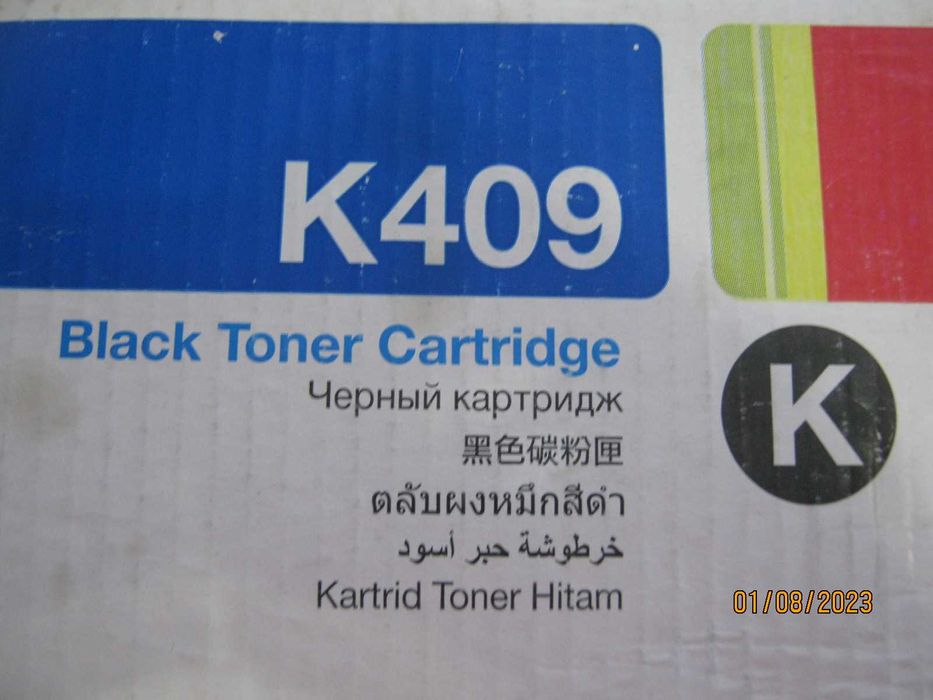 K409
Black Toner Cartridge
Черный картридж
K
黑色碳粉匣
ตลับผงหมึกสีดำ
خرطوشة حبر أسود
Kartrid Toner Hitam
01/08/2023